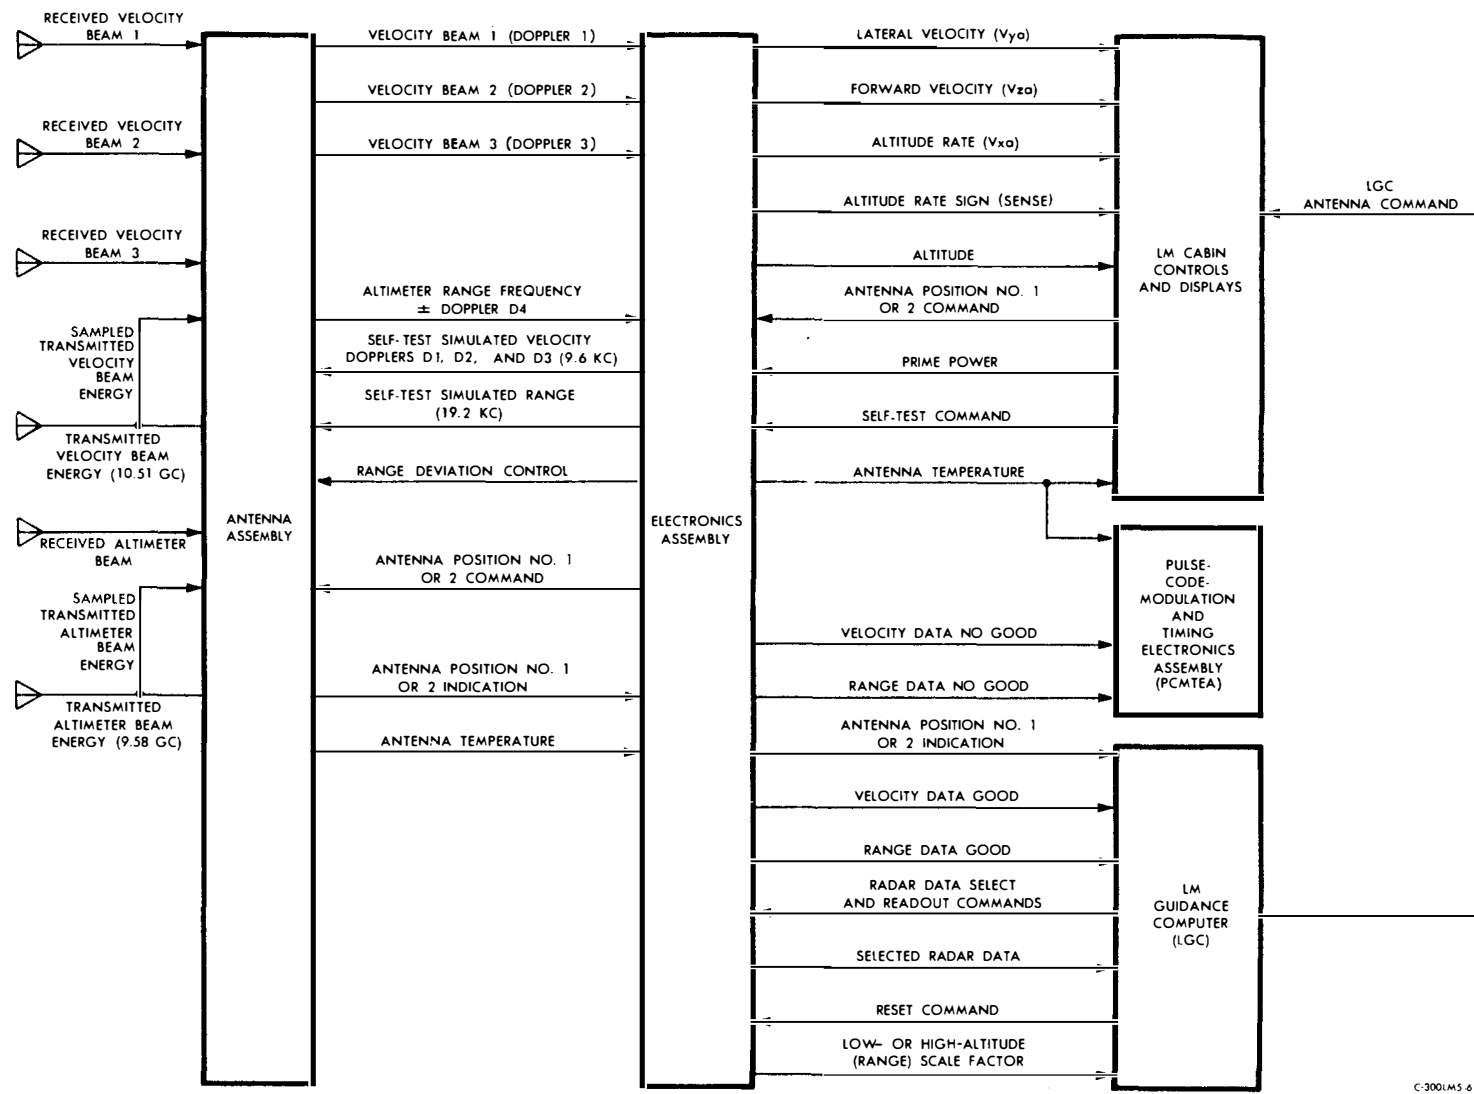 RECEIVED VELOCITY
BEAM 1
RECEIVED VELOCITY
BEAM 2
RECEIVED VELOCITY
BEAM 3
SAMPLED
TRANSMITTED
VELOCITY
BEAM
ENERGY
TRANSMITTED
VELOCITY BEAM
ENERGY (10.51 GC)
RECEIVED ALTIMETER
BEAM
SAMPLED
TRANSMITTED
ALTIMETER
BEAM
ENERGY
TRANSMITTED
ALTIMETER BEAM
ENERGY (9.58 GC)
ANTENNA
ASSEMBLY
VELOCITY BEAM 1 (DOPPLER 1)
VELOCITY BEAM 2 (DOPPLER 2)
VELOCITY BEAM 3 (DOPPLER 3)
ALTIMETER RANGE FREQUENCY
± DOPPLER D4
SELF-TEST SIMULATED VELOCITY
DOPPLERS D1, D2, AND D3 (9.6 KC)
SELF-TEST SIMULATED RANGE
(19.2 KC)
RANGE DEVIATION CONTROL
ANTENNA POSITION NO. 1
OR 2 COMMAND
ANTENNA POSITION NO. 1
OR 2 INDICATION
ANTENNA TEMPERATURE
ELECTRONICS
ASSEMBLY
LATERAL VELOCITY (Vya)
FORWARD VELOCITY (Vza)
ALTITUDE RATE (Vxa)
ALTITUDE RATE SIGN (SENSE)
ALTITUDE
ANTENNA POSITION NO. 1
OR 2 COMMAND
PRIME POWER
SELF-TEST COMMAND
ANTENNA TEMPERATURE
VELOCITY DATA NO GOOD
RANGE DATA NO GOOD
ANTENNA POSITION NO. 1
OR 2 INDICATION
VELOCITY DATA GOOD
RANGE DATA GOOD
RADAR DATA SELECT
AND READOUT COMMANDS
SELECTED RADAR DATA
RESET COMMAND
LOW- OR HIGH-ALTITUDE
(RANGE) SCALE FACTOR
LM CABIN
CONTROLS
AND DISPLAYS
PULSE-
CODE-
MODULATION
AND
TIMING
ELECTRONICS
ASSEMBLY
(PCMTEA)
LM
GUIDANCE
COMPUTER
(LGC)
LGC
ANTENNA COMMAND
C-300LM5-6